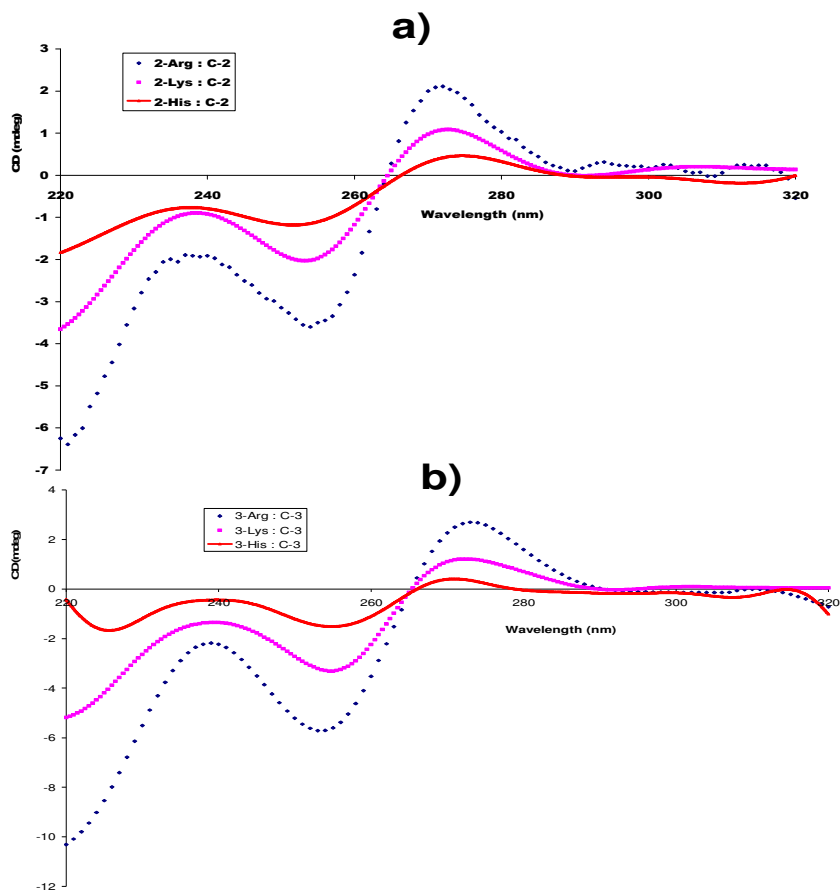 a)
3
2
1
0
-1
-2
-3
-4
-5
-6
-7
CD (mdeg)
2-Arg : C-2
2-Lys : C-2
2-His : C-2
220
240
260
280
300
320
Wavelength (nm)
b)
4
2
0
-2
-4
-6
-8
-10
-12
CD(mdeg)
3-Arg : C-3
3-Lys : C-3
3-His : C-3
220
240
260
280
300
320
Wavelength (nm)